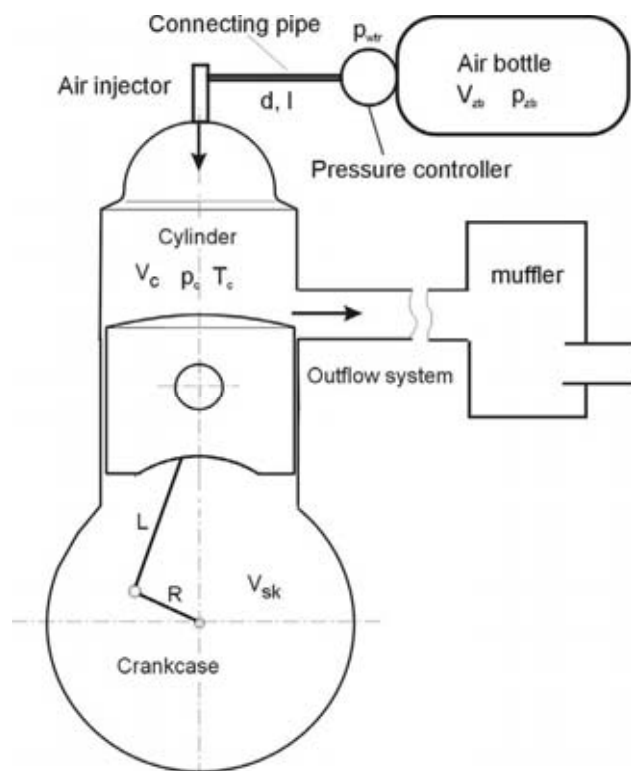 Connecting pipe
p_wtr
Air bottle
V_zb p_zb
Air injector
d, l
Pressure controller
Cylinder
V_c p_c T_c
muffler
Outflow system
L
R
V_sk
Crankcase